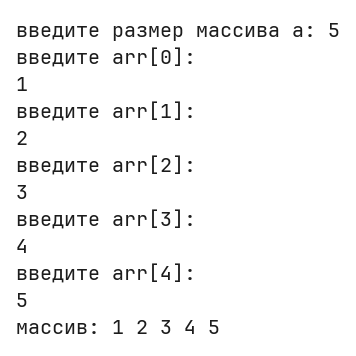 введите размер массива a: 5
введите arr[0]:
1
введите arr[1]:
2
введите arr[2]:
3
введите arr[3]:
4
введите arr[4]:
5
массив: 1 2 3 4 5